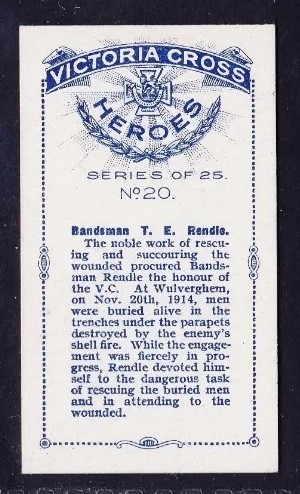 VICTORIA CROSS
HEROES
SERIES OF 25.
No 20.
Bandsman T. E. Rendle.
The noble work of rescu-
ing and succouring the
wounded procured Bands-
man Rendle the honour of
the V.C. At Wulverghem,
on Nov. 20th, 1914, men
were buried alive in the
trenches under the parapets
destroyed by the enemy's
shell fire. While the engage-
ment was fiercely in pro-
gress, Rendle devoted him-
self to the dangerous task
of rescuing the buried men
and in attending to the
wounded.